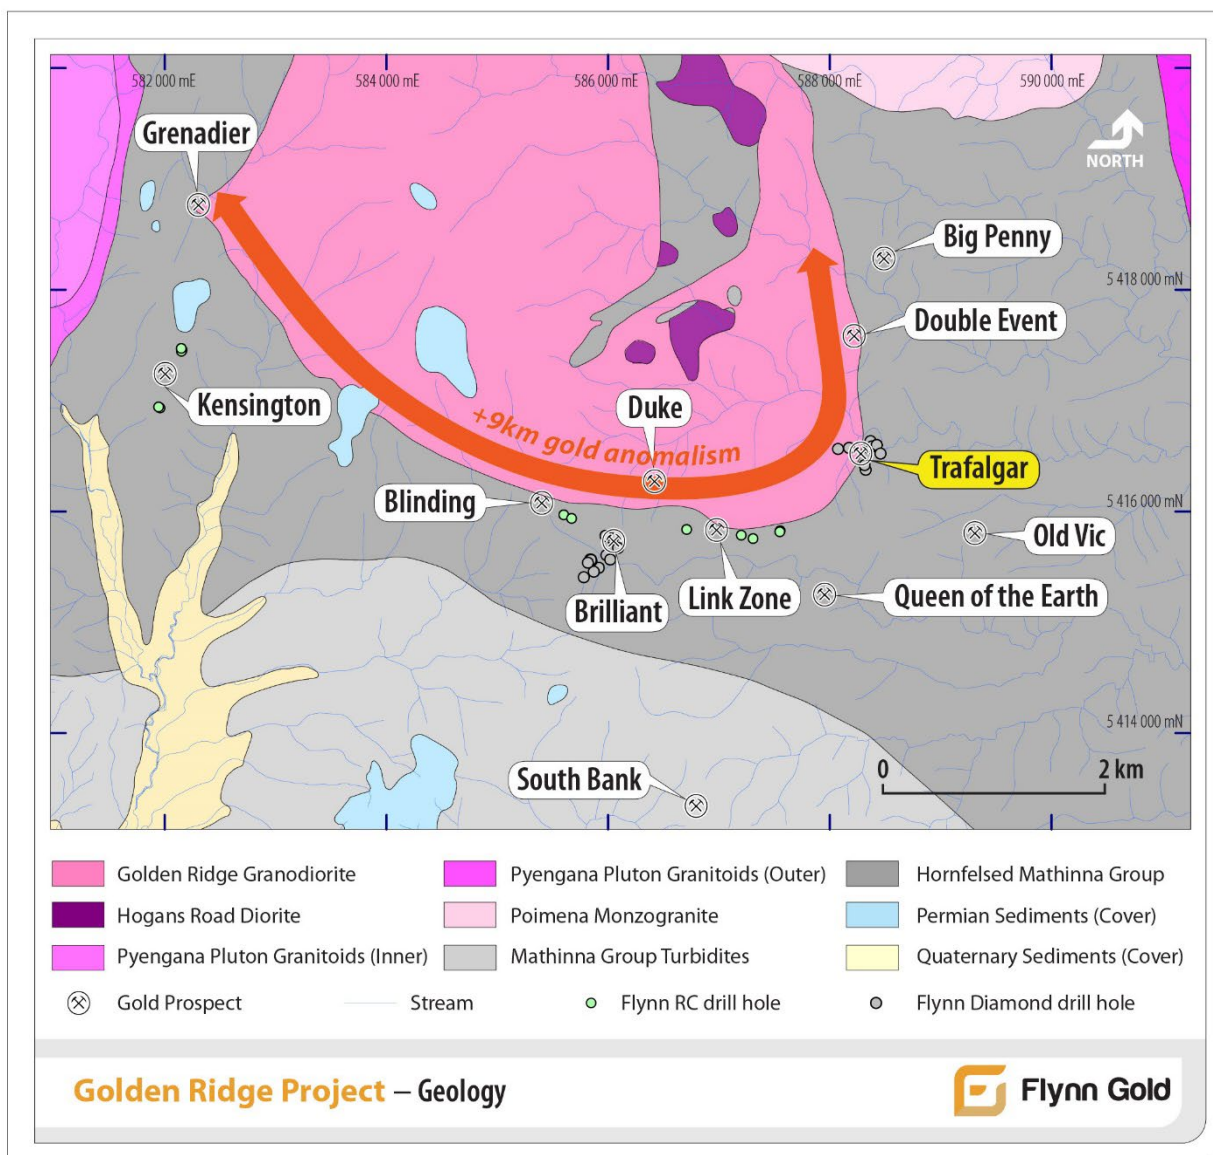 582 000 mE
584 000 mE
586 000 mE
588 000 mE
590 000 mE
Grenadier
NORTH
Big Penny
5 418 000 mN
Double Event
Kensington
Duke
+9km gold anomalism
Trafalgar
Blinding
5 416 000 mN
Old Vic
Link Zone
Queen of the Earth
Brilliant
5 414 000 mN
South Bank
0 2 km
Golden Ridge Granodiorite
Pyengana Pluton Granitoids (Outer)
Hornfelsed Mathinna Group
Hogans Road Diorite
Poimena Monzogranite
Permian Sediments (Cover)
Pyengana Pluton Granitoids (Inner)
Mathinna Group Turbidites
Quaternary Sediments (Cover)
Gold Prospect
Stream
Flynn RC drill hole
Flynn Diamond drill hole
Golden Ridge Project – Geology
Flynn Gold